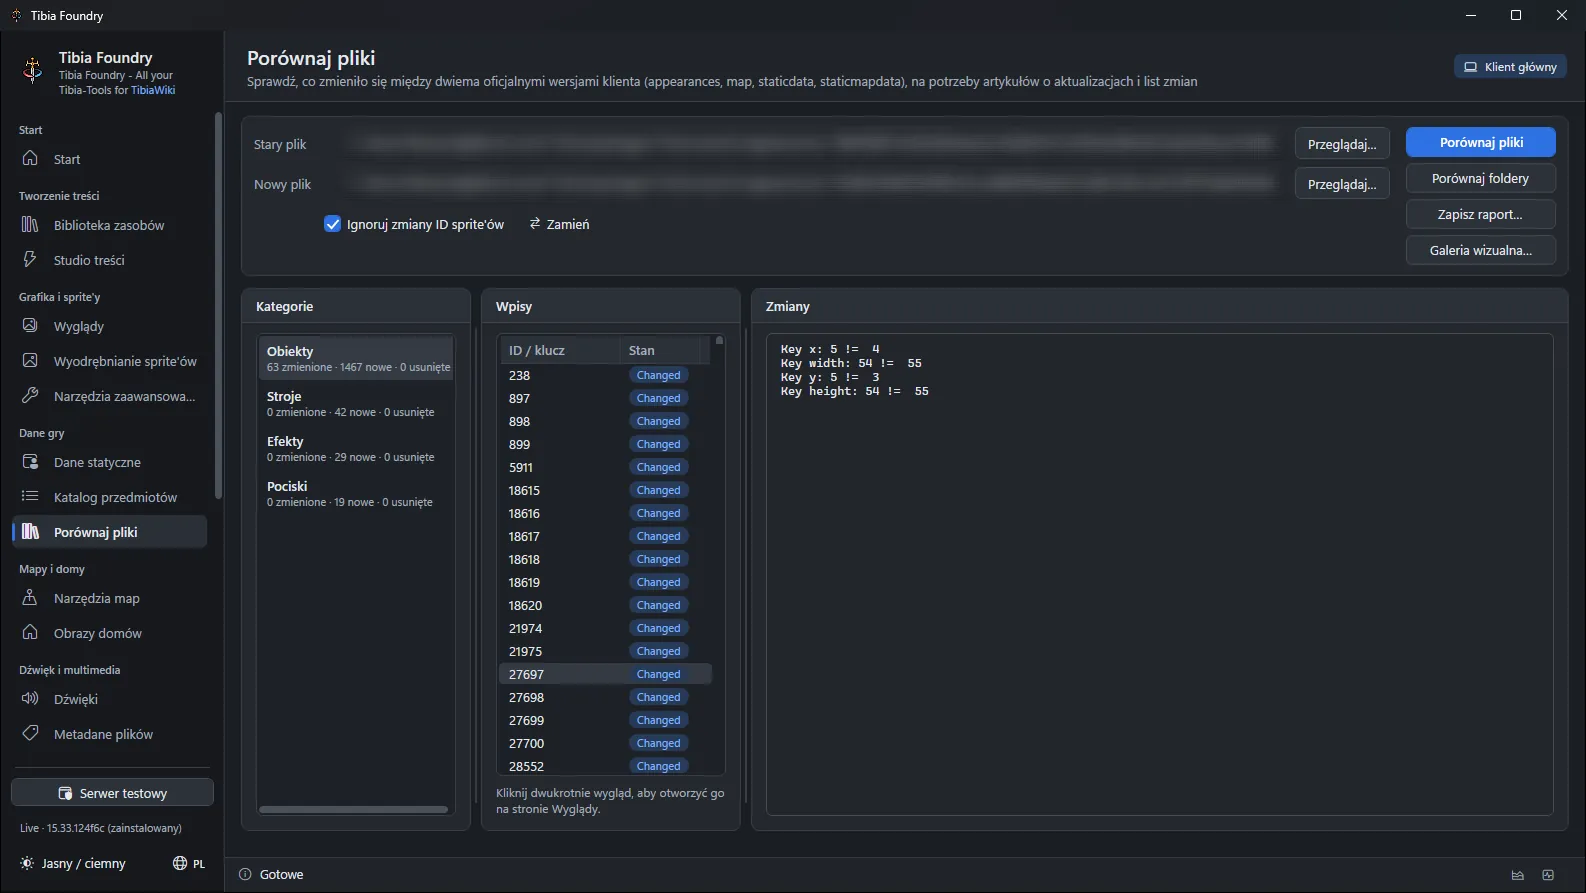 Tibia Foundry
Tibia Foundry
Tibia Foundry - All your
Tibia-Tools for TibiaWiki
Start
Start
Tworzenie treści
Biblioteka zasobów
Studio treści
Grafika i sprite'y
Wyglądy
Wyodrębnianie sprite'ów
Narzędzia zaawansowa...
Dane gry
Dane statyczne
Katalog przedmiotów
Porównaj pliki
Mapy i domy
Narzędzia map
Obrazy domów
Dźwięk i multimedia
Dźwięki
Metadane plików
Serwer testowy
Live · 15.33.124f6c (zainstalowany)
Jasny / ciemny
PL
Porównaj pliki
Sprawdź, co zmieniło się między dwiema oficjalnymi wersjami klienta (appearances, map, staticdata, staticmapdata), na potrzeby artykułów o aktualizacjach i list zmian
Klient główny
Stary plik
Przeglądaj...
Nowy plik
Przeglądaj...
Ignoruj zmiany ID sprite'ów
Zamień
Porównaj pliki
Porównaj foldery
Zapisz raport...
Galeria wizualna...
Kategorie
Obiekty
63 zmienione · 1467 nowe · 0 usunięte
Stroje
0 zmienione · 42 nowe · 0 usunięte
Efekty
0 zmienione · 29 nowe · 0 usunięte
Pociski
0 zmienione · 19 nowe · 0 usunięte
Wpisy
ID / klucz Stan
238 Changed
897 Changed
898 Changed
899 Changed
5911 Changed
18615 Changed
18616 Changed
18617 Changed
18618 Changed
18619 Changed
18620 Changed
21974 Changed
21975 Changed
27697 Changed
27698 Changed
27699 Changed
27700 Changed
28552 Changed
Kliknij dwukrotnie wygląd, aby otworzyć go
na stronie Wyglądy.
Zmiany
Key x: 5 !=  4
Key width: 54 !=  55
Key y: 5 !=  3
Key height: 54 !=  55
Gotowe